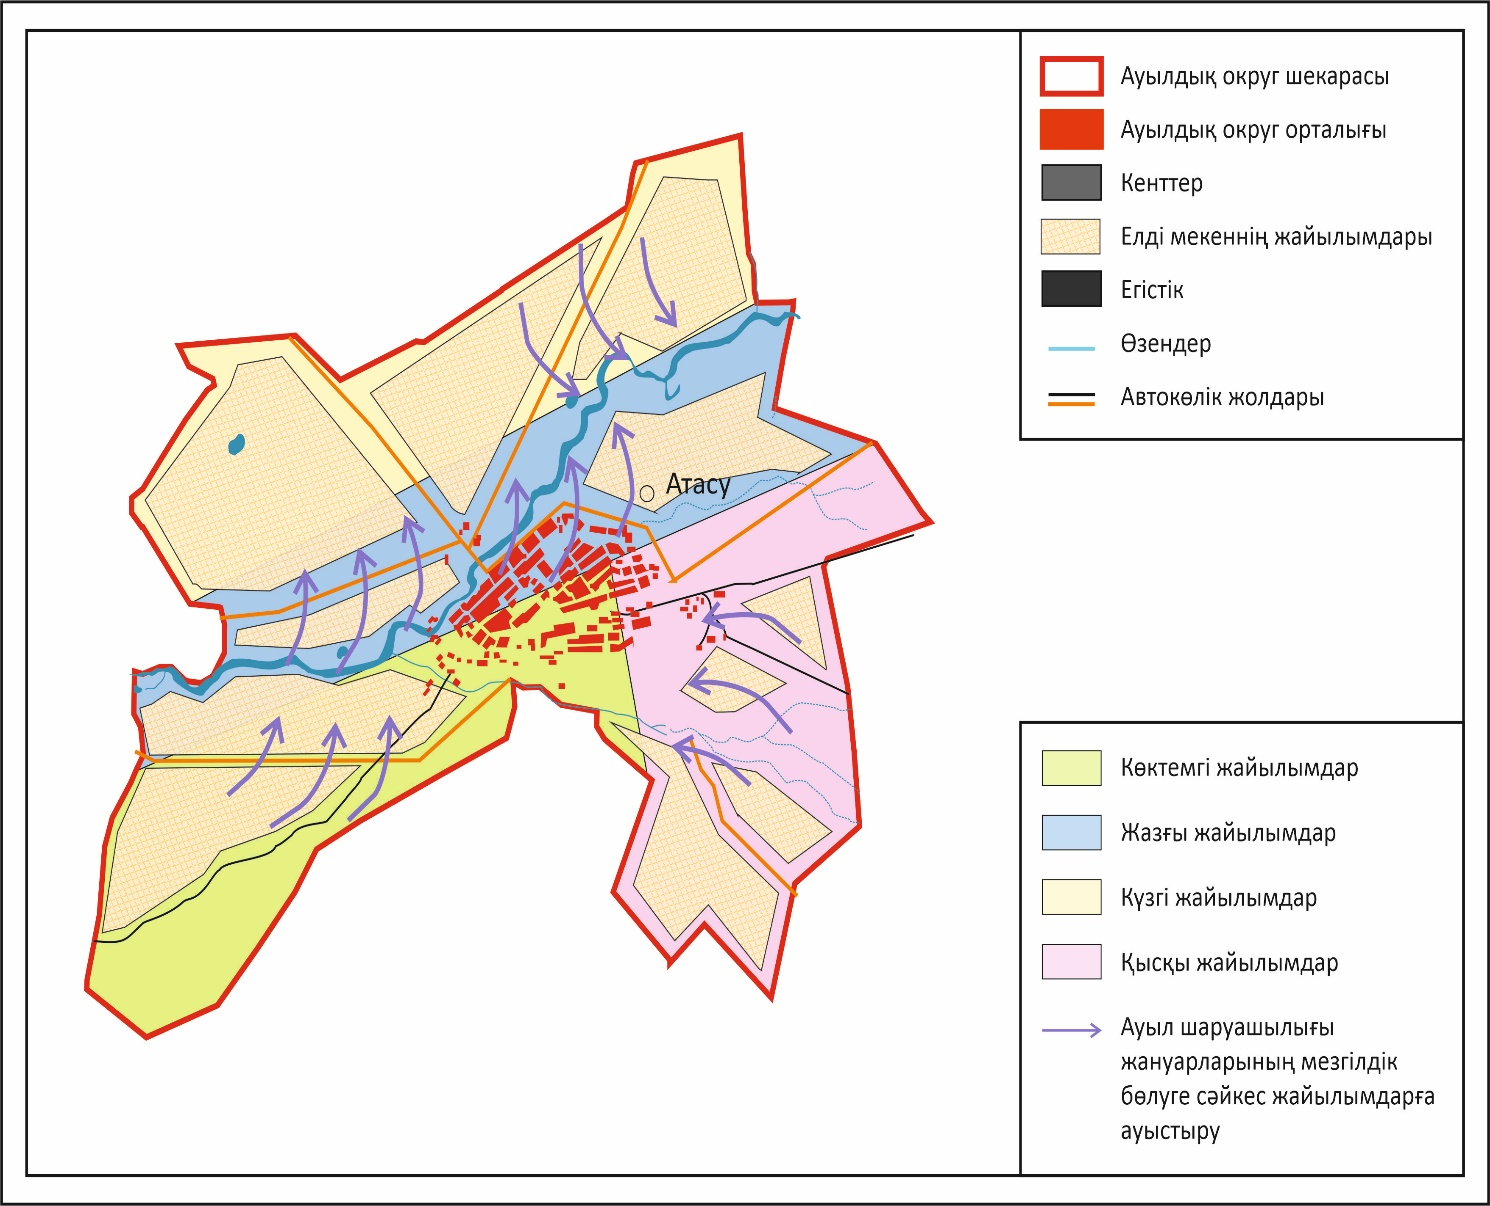 Ауылдық округ шекарасы
Ауылдық округ орталығы
Кенттер
Елді мекеннің жайылымдары
Егістік
Өзендер
Автокөлік жолдары
Атасу
Көктемгі жайылымдар
Жазғы жайылымдар
Күзгі жайылымдар
Қысқы жайылымдар
Ауыл шаруашылығы
жануарларының мезгілдік
бөлуге сәйкес жайылымдарға
ауыстыру